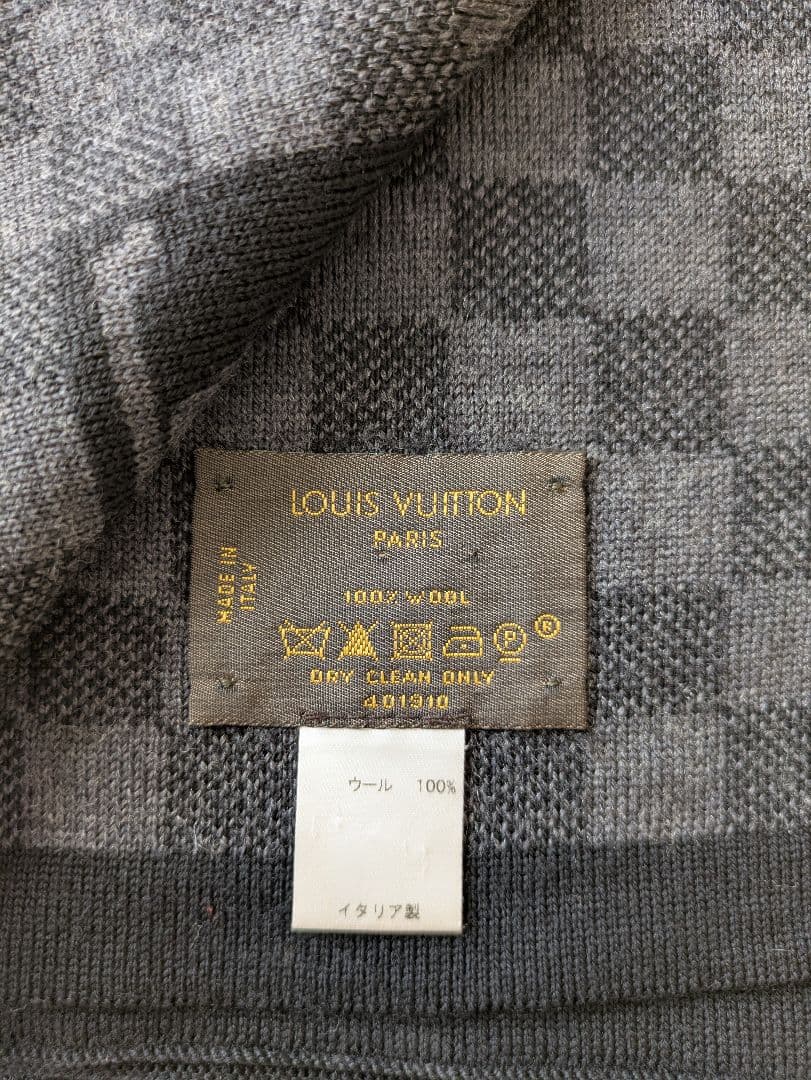 LOUIS VUITTON
PARIS
MADE IN
ITALY
100% WOOL
P
®
DRY CLEAN ONLY
401910
ウール 100%
イタリア製